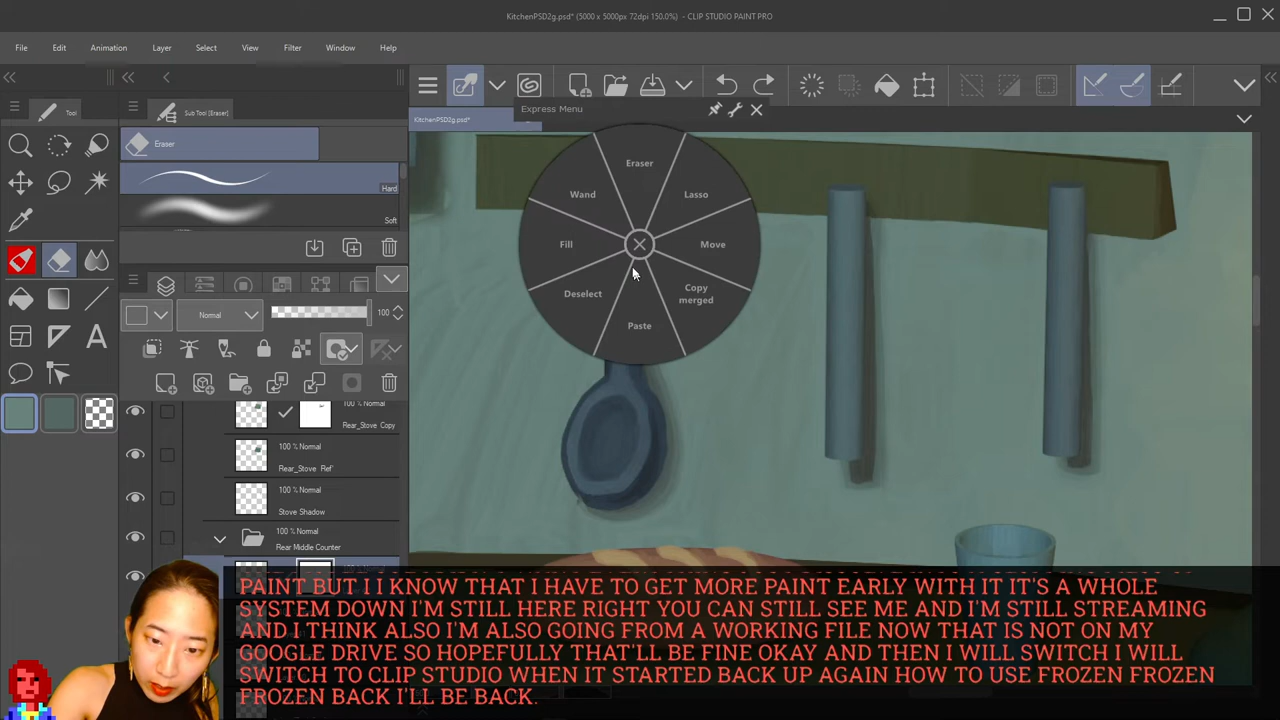 KitchenPSD2g.psd* (5000 x 5000px 72dpi 150.0%) - CLIP STUDIO PAINT PRO
File Edit Animation Layer Select View Filter Window Help
Tool
Sub Tool [Eraser]
Express Menu
KitchenPSD2g.psd*
Eraser
Hard
Soft
Eraser
Wand
Lasso
Fill
Move
Deselect
Copy
merged
Paste
Normal
100
100 % Normal
Rear_Stove Copy
100 % Normal
Rear_Stove Ref'
100 % Normal
Stove Shadow
100 % Normal
Rear Middle Counter
PAINT BUT I I KNOW THAT I HAVE TO GET MORE PAINT EARLY WITH IT IT'S A WHOLE
SYSTEM DOWN I'M STILL HERE RIGHT YOU CAN STILL SEE ME AND I'M STILL STREAMING
AND I THINK ALSO I'M ALSO GOING FROM A WORKING FILE NOW THAT IS NOT ON MY
GOOGLE DRIVE SO HOPEFULLY THAT'LL BE FINE OKAY AND THEN I WILL SWITCH I WILL
SWITCH TO CLIP STUDIO WHEN IT STARTED BACK UP AGAIN HOW TO USE FROZEN FROZEN
FROZEN BACK I'LL BE BACK.